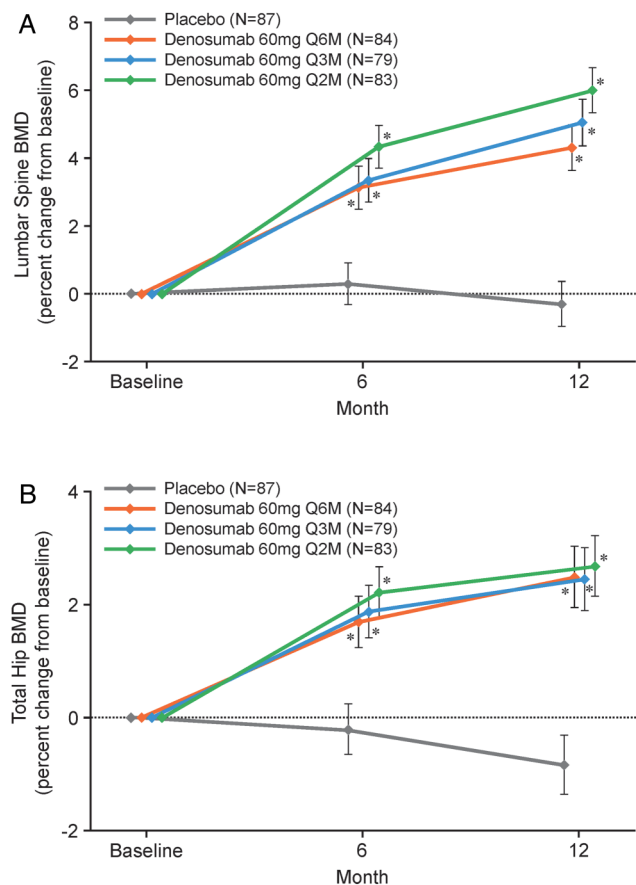 A
Placebo (N=87)
Denosumab 60mg Q6M (N=84)
Denosumab 60mg Q3M (N=79)
Denosumab 60mg Q2M (N=83)
Lumbar Spine BMD
(percent change from baseline)
8
6
4
2
0
-2
* * * *
* * *
Baseline 6 12
Month
B
Placebo (N=87)
Denosumab 60mg Q6M (N=84)
Denosumab 60mg Q3M (N=79)
Denosumab 60mg Q2M (N=83)
Total Hip BMD
(percent change from baseline)
4
2
0
-2
* * *
* * *
Baseline 6 12
Month